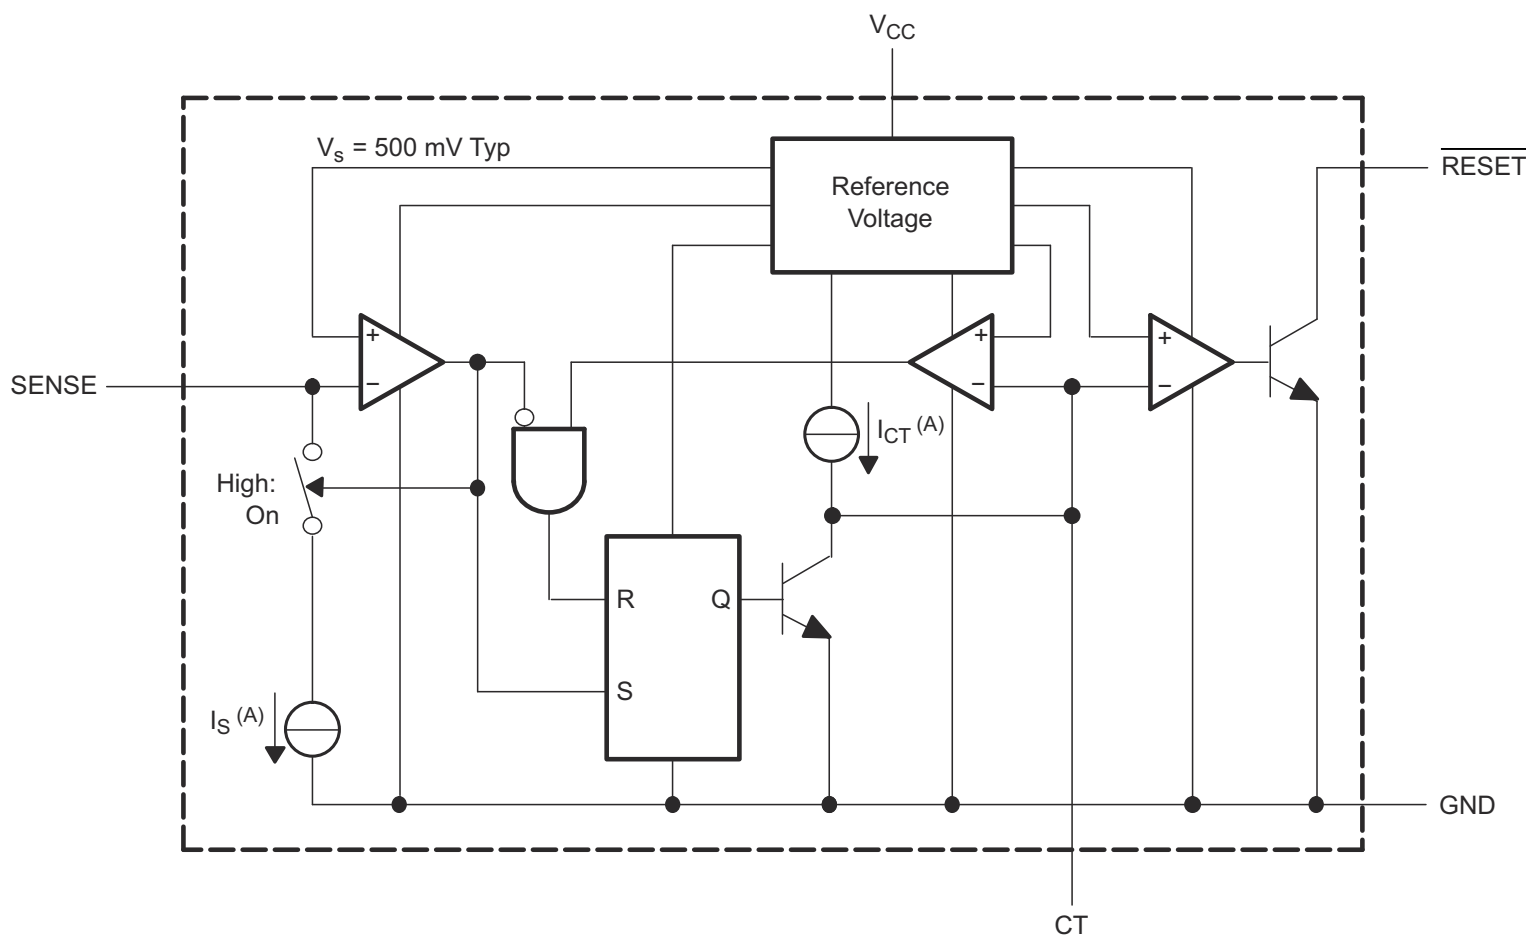 VCC
Vs = 500 mV Typ
Reference
Voltage
RESET
+
+
+
SENSE
−
−
−
ICT (A)
High:
On
R
Q
S
IS (A)
GND
CT